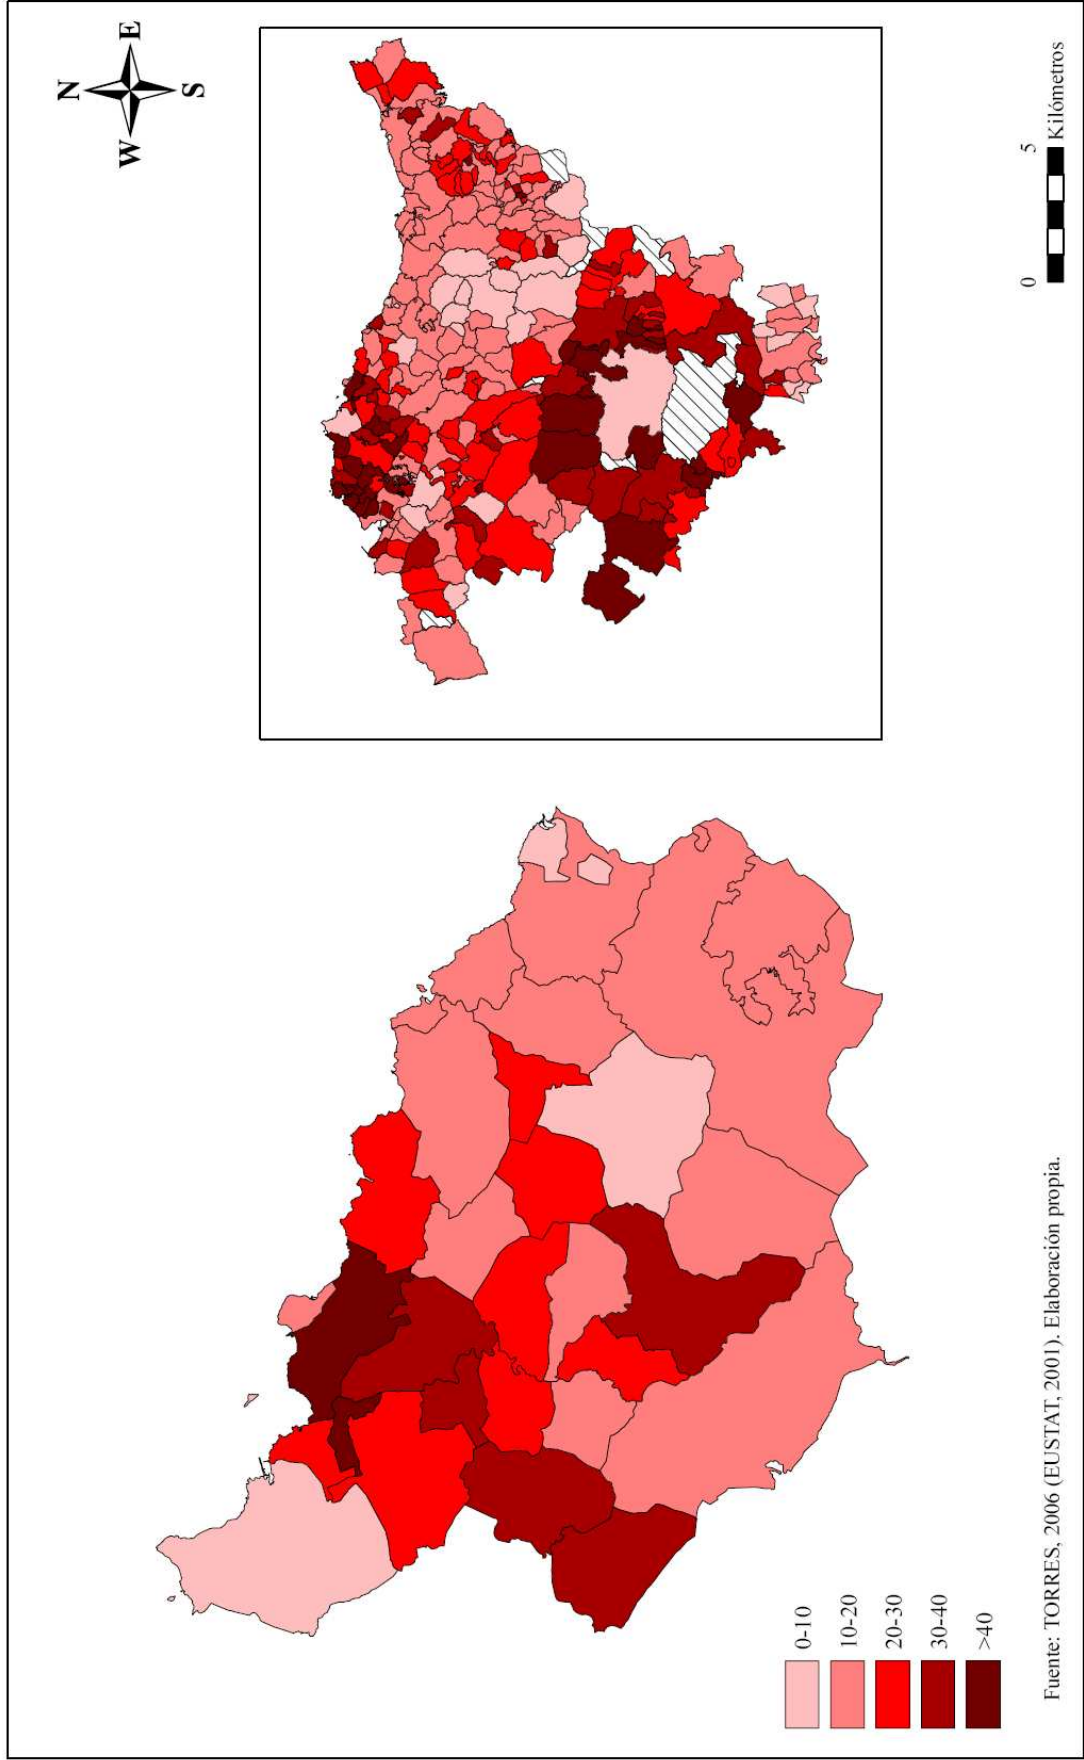 N
W
E
S
0-10
10-20
20-30
30-40
>40
0
5
Kilómetros
Fuente: TORRES, 2006 (EUSTAT, 2001). Elaboración propia.